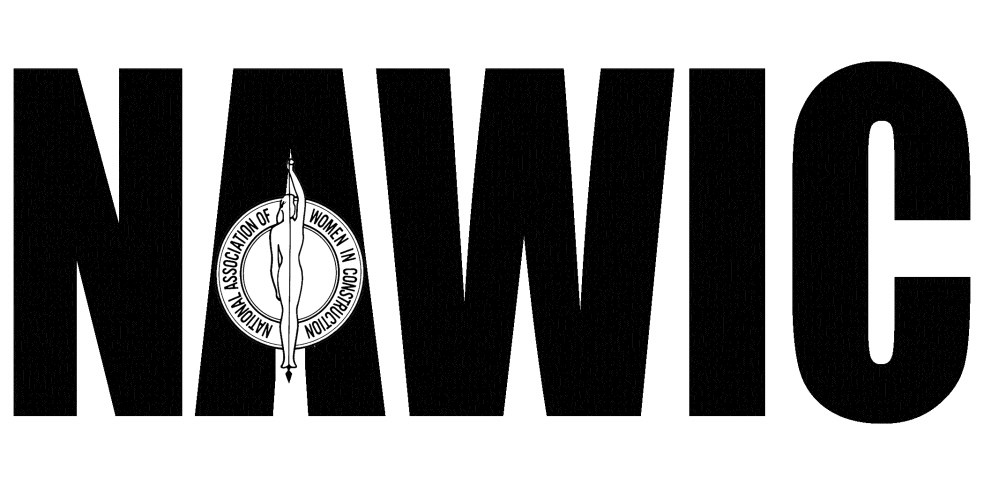 NAWIC
NATIONAL ASSOCIATION OF WOMEN IN CONSTRUCTION